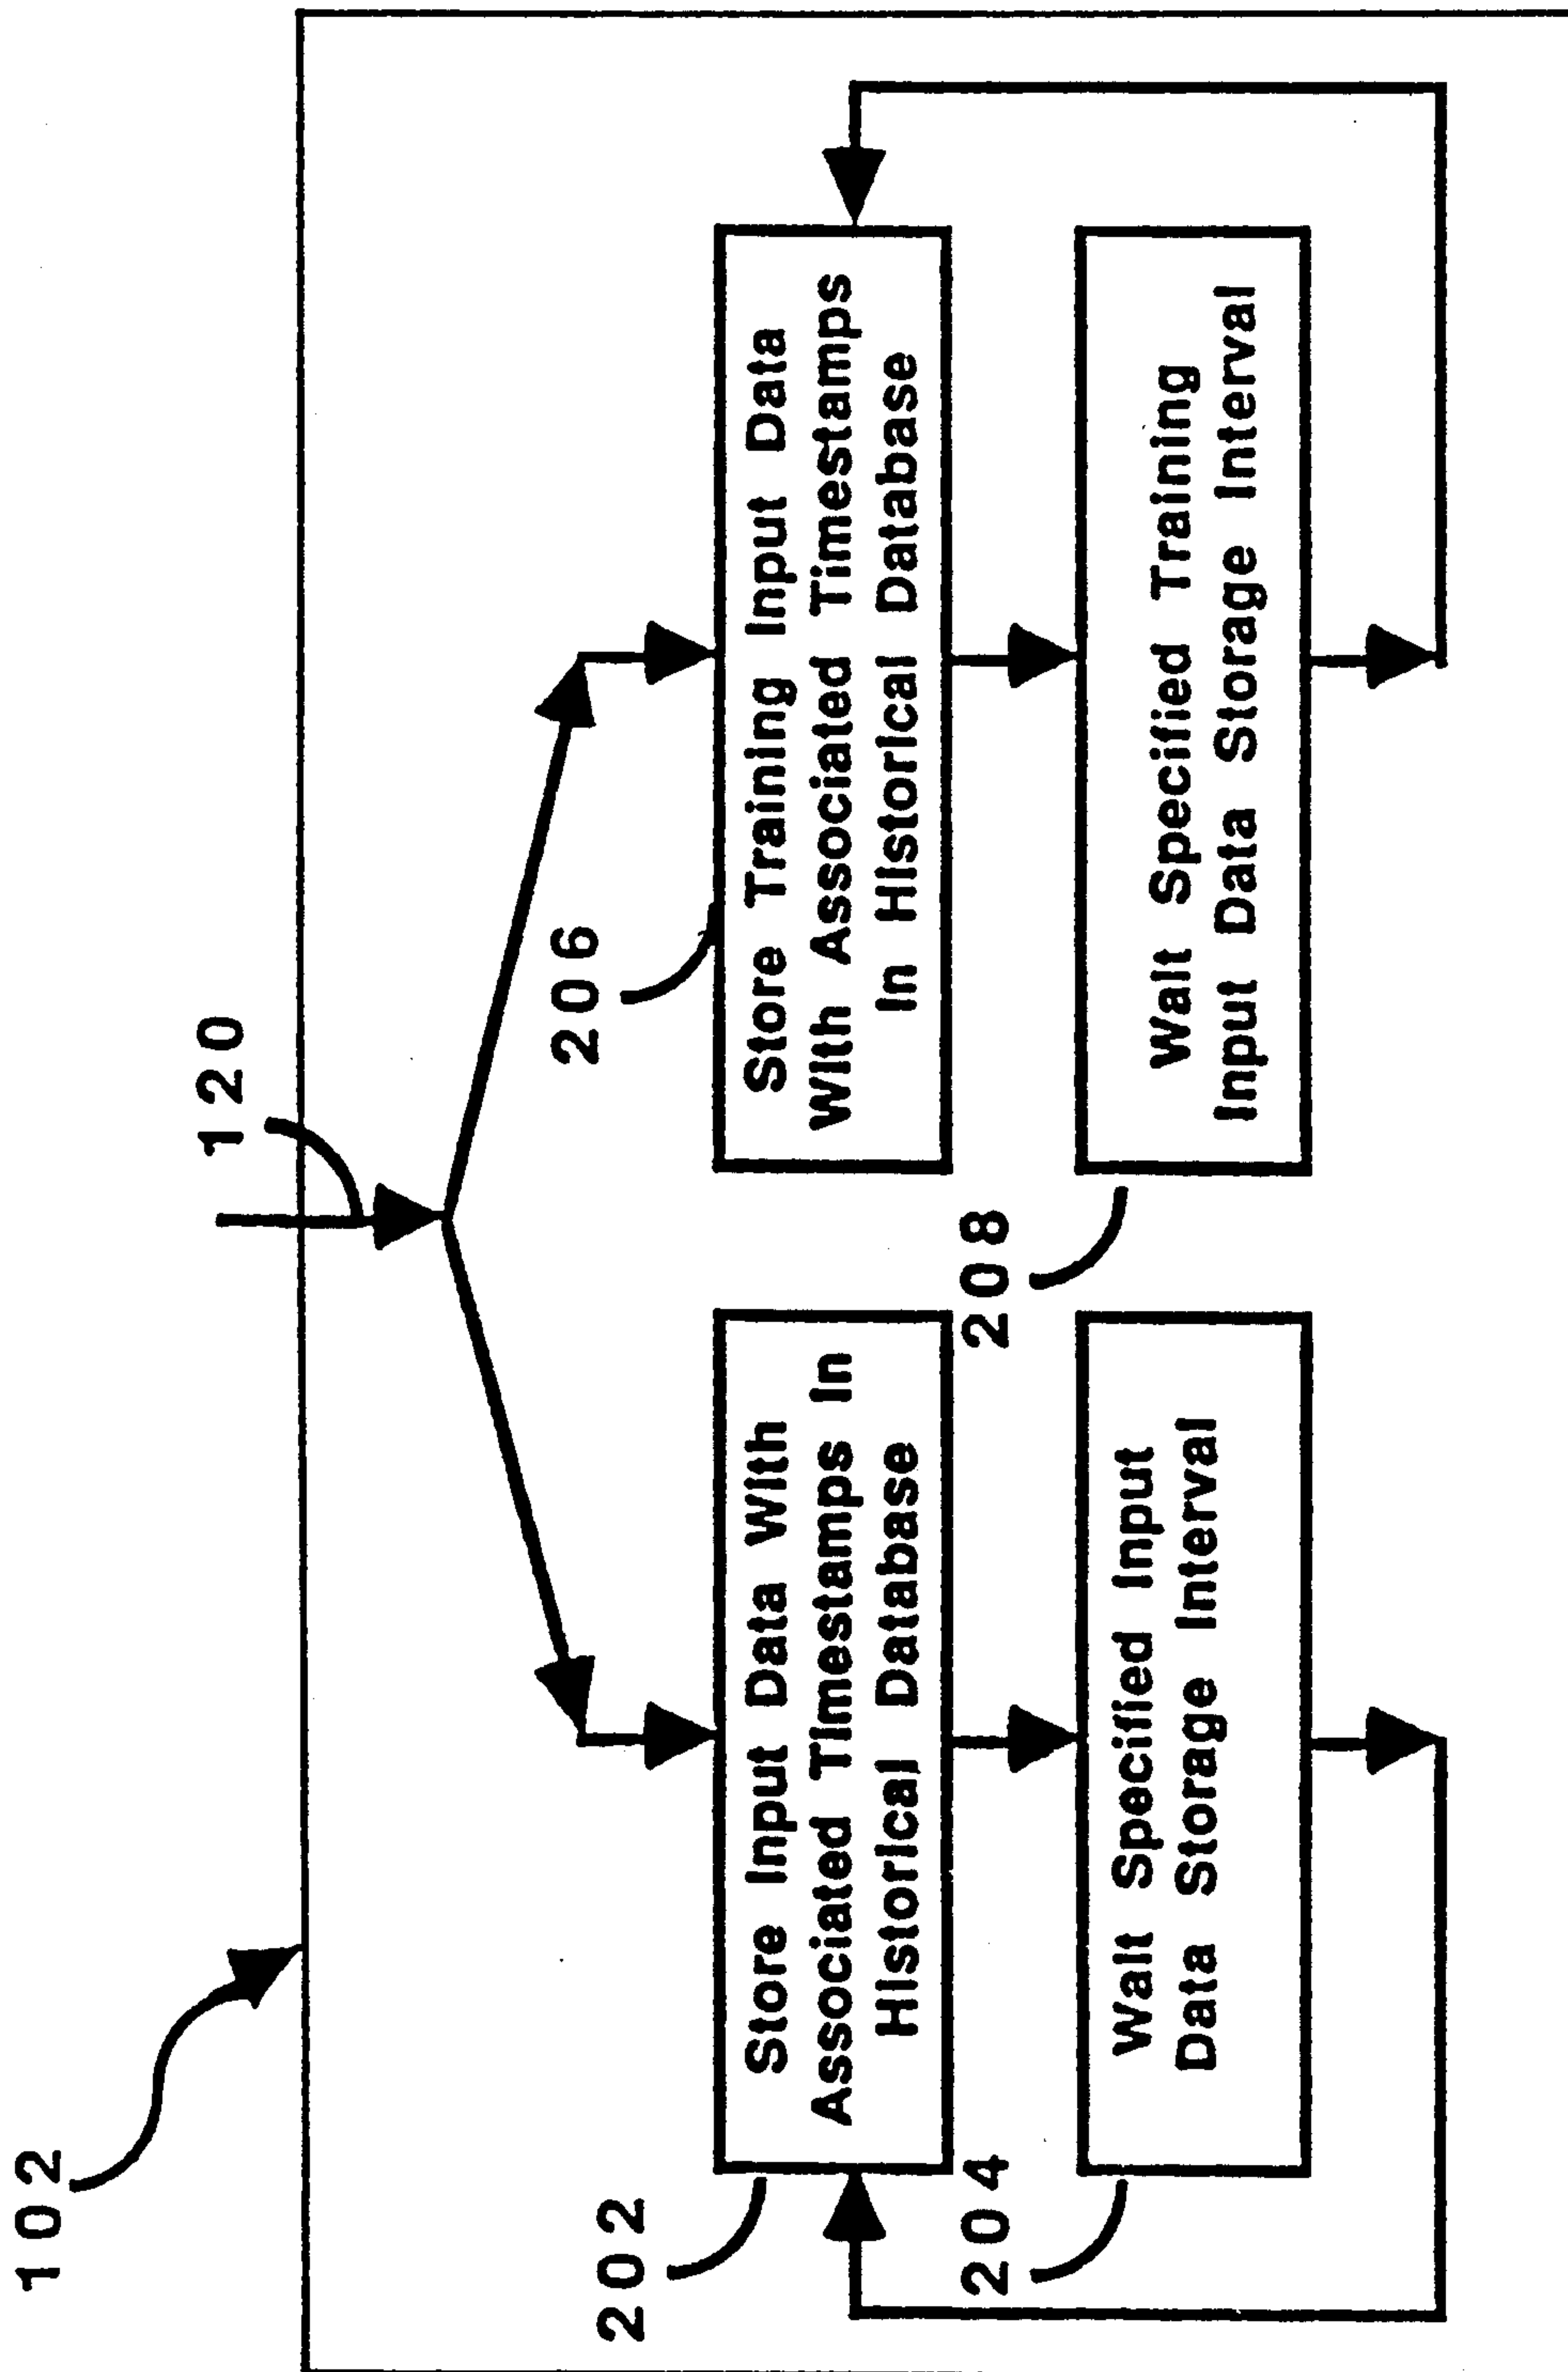 102
120
202
Store Input Data With
Associated Timestamps In
Historical Database
204
Wait Specified Input
Data Storage Interval
206
Store Training Input Data
With Associated Timestamps
In Historical Database
208
Wait Specified Training
Input Data Storage Interval